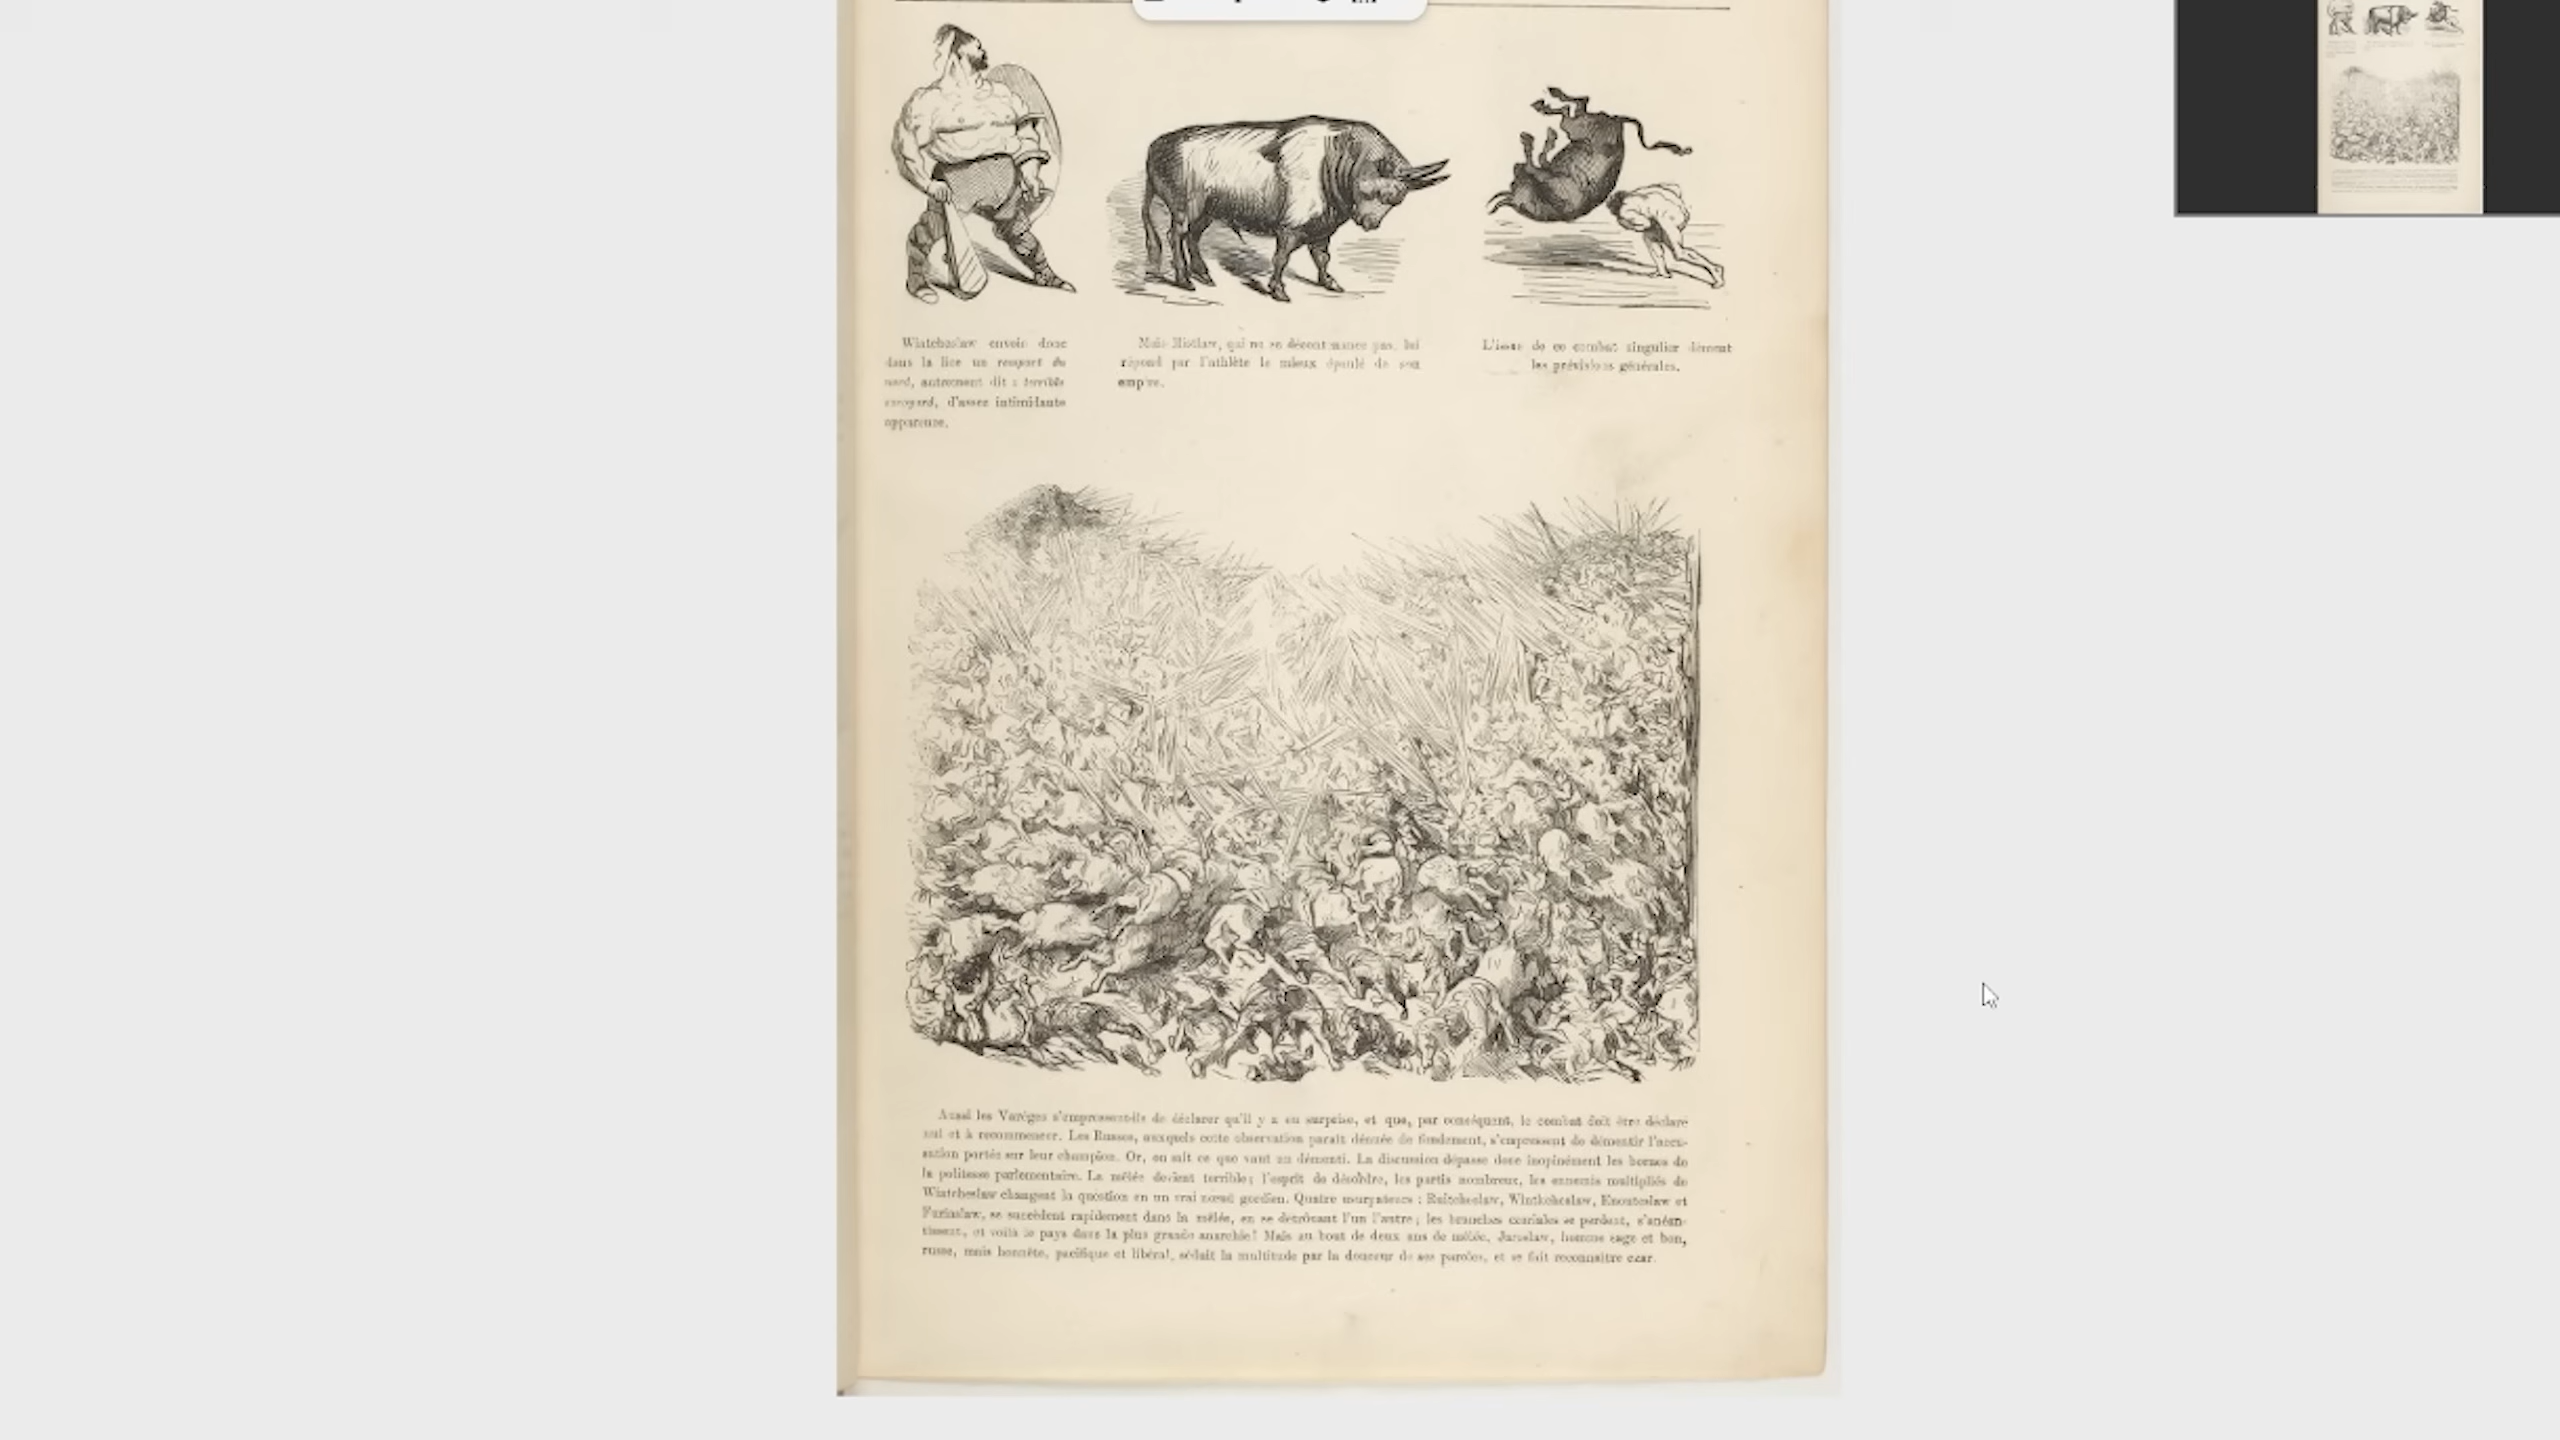 Wiatcheslaw envoie donc
dans la lice un rempart du
nord, autrement dit : terrible
savoyard, d'assez intimidante
apparence.
Mais Mistlaw, qui ne se décontenance pas, lui
répond par l'athlète le mieux épaulé de son
empire.
L'issue de ce combat singulier dément
les prévisions générales.
IV
Aussi les Varéges s'empressent-ils de déclarer qu'il y a eu surprise, et que, par conséquent, le combat doit être déclaré
nul et à recommencer. Les Russes, auxquels cette observation paraît dénuée de fondement, s'empressent de démentir l'accu-
sation portée sur leur champion. Or, on sait ce que vaut un démenti. La discussion dépasse donc inopinément les bornes de
la politesse parlementaire. La mêlée devient terrible; l'esprit de désordre, les partis nombreux, les ennemis multipliés de
Wiatcheslaw changent la question en un vrai nœud gordien. Quatre usurpateurs :
se succèdent rapidement dans la mêlée, en se détrônant l'un l'autre; les branches se perdent, s'anéan-
tissent, et voilà le pays dans la plus grande anarchie! Mais au bout de deux ans de mêlée, Jaroslaw, homme sage et bon,
russe, mais honnête, pacifique et libéral, séduit la multitude par la douceur de ses paroles, et se fait reconnaître czar.